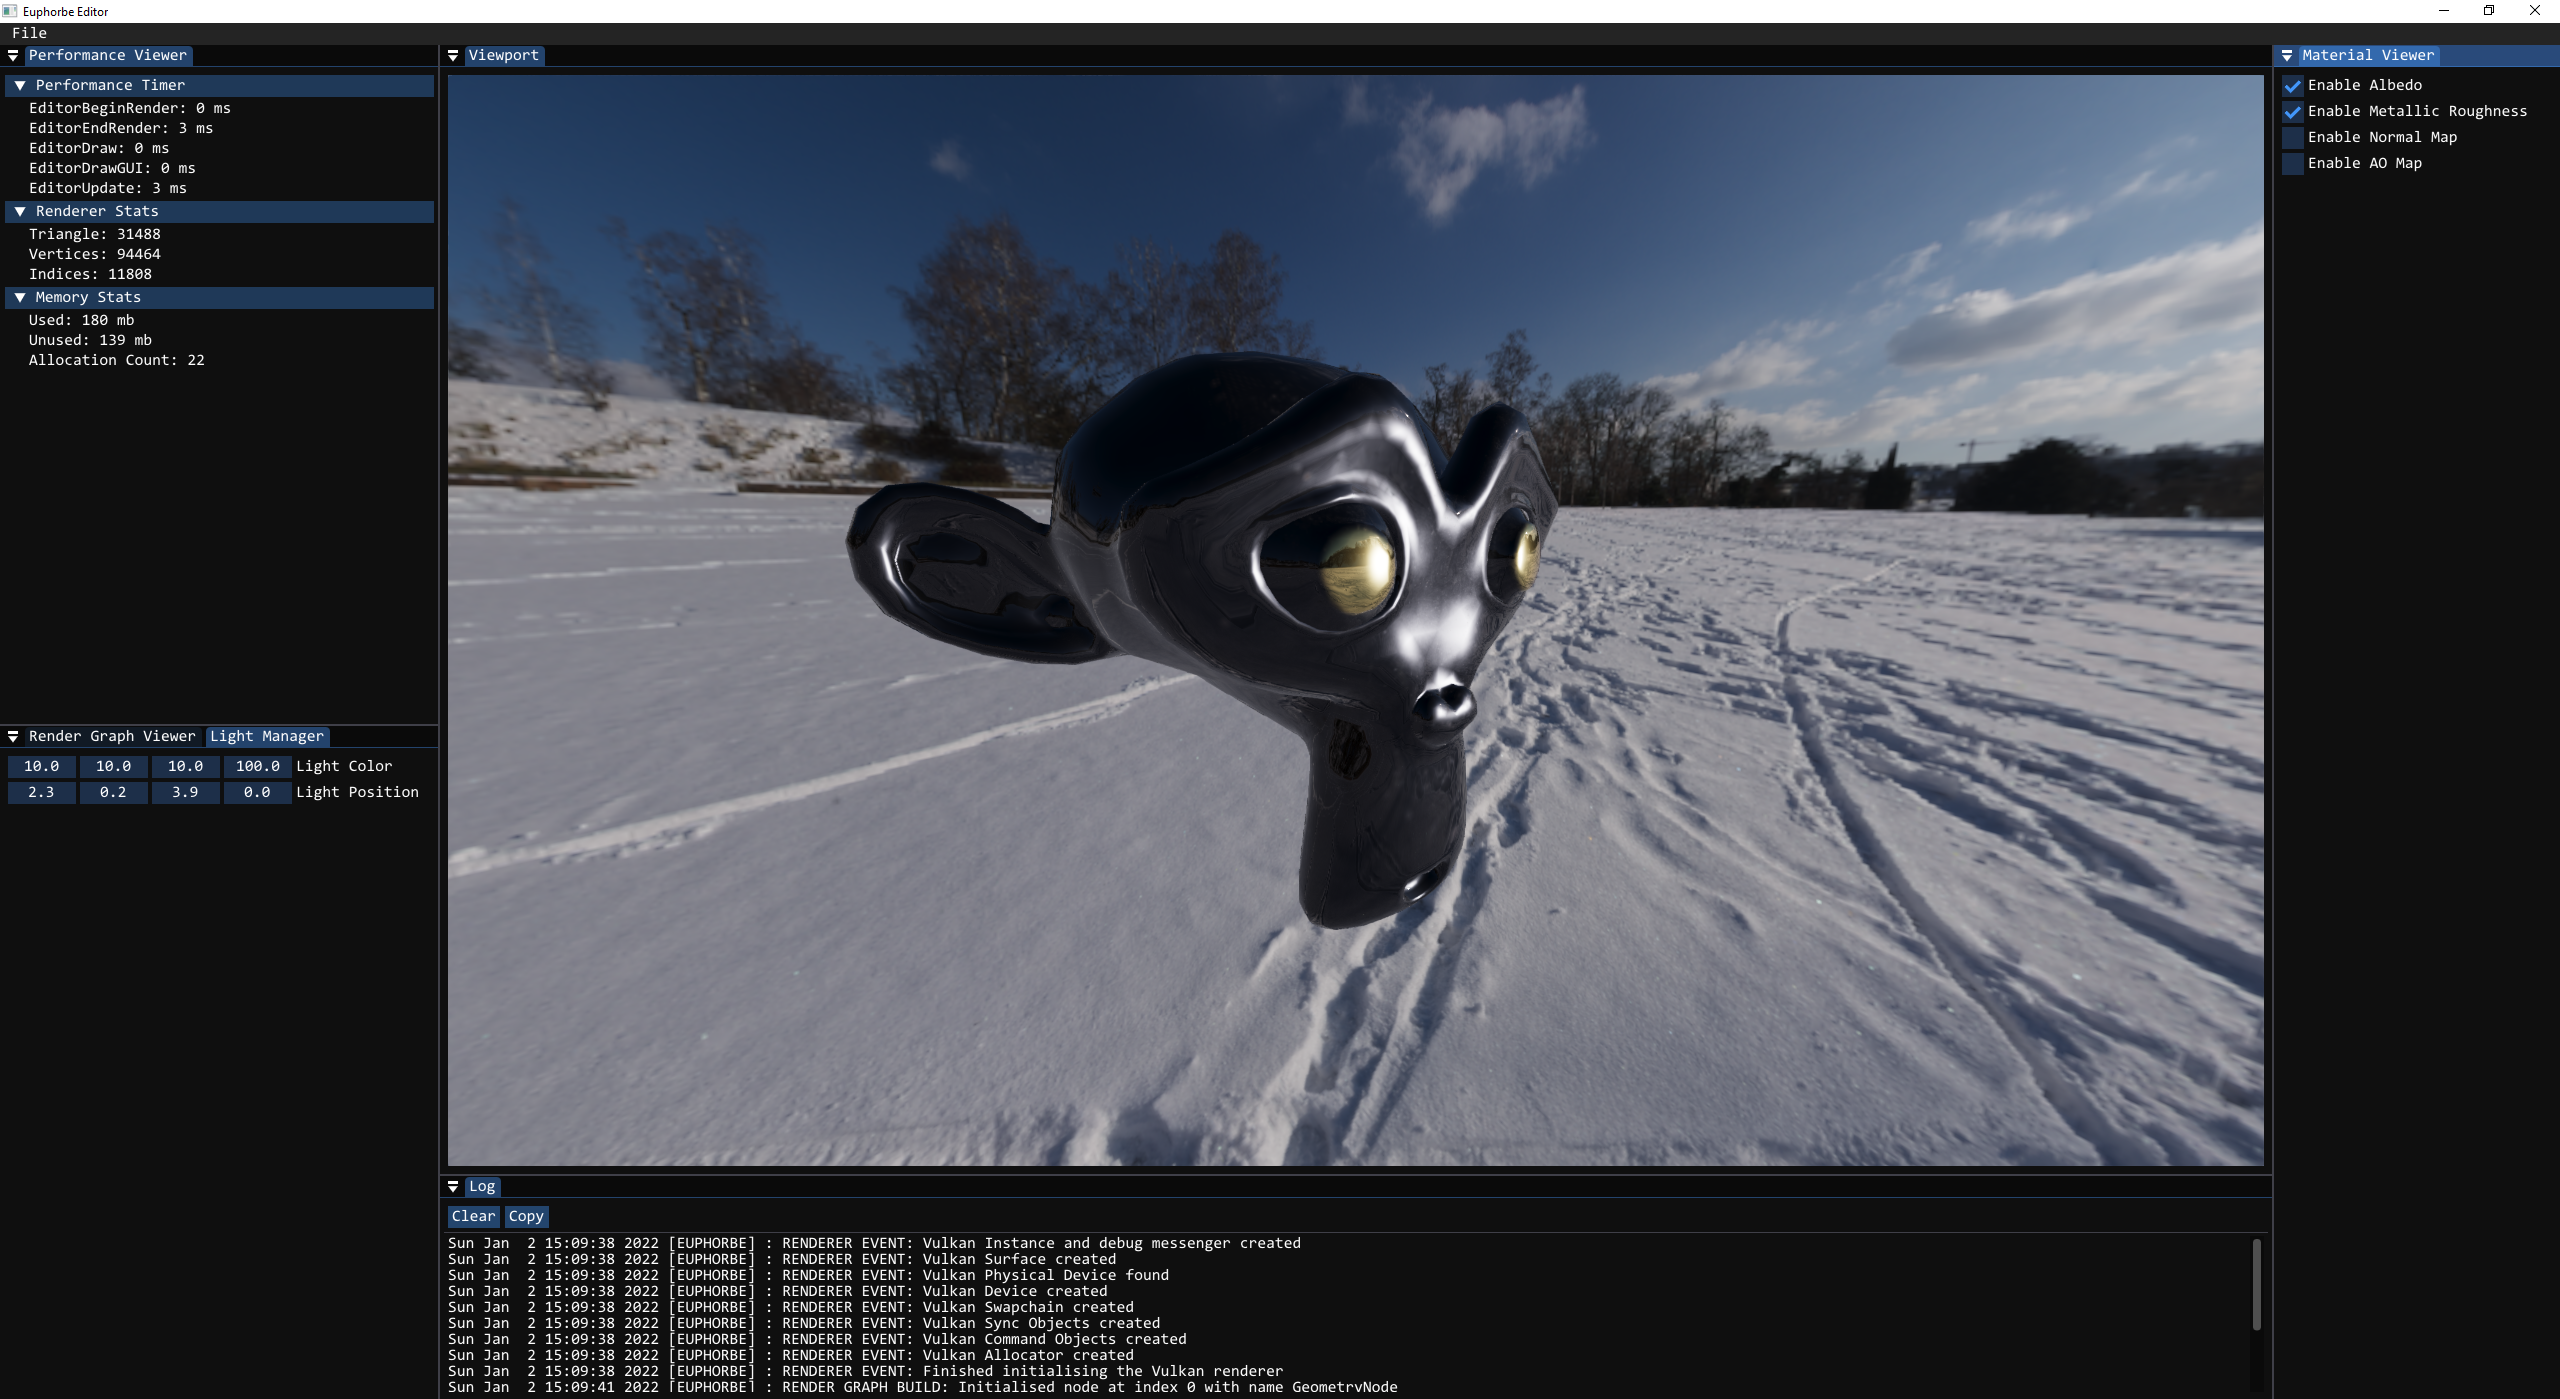 Euphorbe Editor
File
Performance Viewer
Performance Timer
EditorBeginRender: 0 ms
EditorEndRender: 3 ms
EditorDraw: 0 ms
EditorDrawGUI: 0 ms
EditorUpdate: 3 ms
Renderer Stats
Triangle: 31488
Vertices: 94464
Indices: 11808
Memory Stats
Used: 180 mb
Unused: 139 mb
Allocation Count: 22
Render Graph Viewer Light Manager
10.0 10.0 10.0 100.0 Light Color
2.3 0.2 3.9 0.0 Light Position
Viewport
Log
Clear Copy
Sun Jan  2 15:09:38 2022 [EUPHORBE] : RENDERER EVENT: Vulkan Instance and debug messenger created
Sun Jan  2 15:09:38 2022 [EUPHORBE] : RENDERER EVENT: Vulkan Surface created
Sun Jan  2 15:09:38 2022 [EUPHORBE] : RENDERER EVENT: Vulkan Physical Device found
Sun Jan  2 15:09:38 2022 [EUPHORBE] : RENDERER EVENT: Vulkan Device created
Sun Jan  2 15:09:38 2022 [EUPHORBE] : RENDERER EVENT: Vulkan Swapchain created
Sun Jan  2 15:09:38 2022 [EUPHORBE] : RENDERER EVENT: Vulkan Sync Objects created
Sun Jan  2 15:09:38 2022 [EUPHORBE] : RENDERER EVENT: Vulkan Command Objects created
Sun Jan  2 15:09:38 2022 [EUPHORBE] : RENDERER EVENT: Vulkan Allocator created
Sun Jan  2 15:09:38 2022 [EUPHORBE] : RENDERER EVENT: Finished initialising the Vulkan renderer
Sun Jan  2 15:09:41 2022 [EUPHORBE] : RENDER GRAPH BUILD: Initialised node at index 0 with name GeometryNode
Material Viewer
Enable Albedo
Enable Metallic Roughness
Enable Normal Map
Enable AO Map